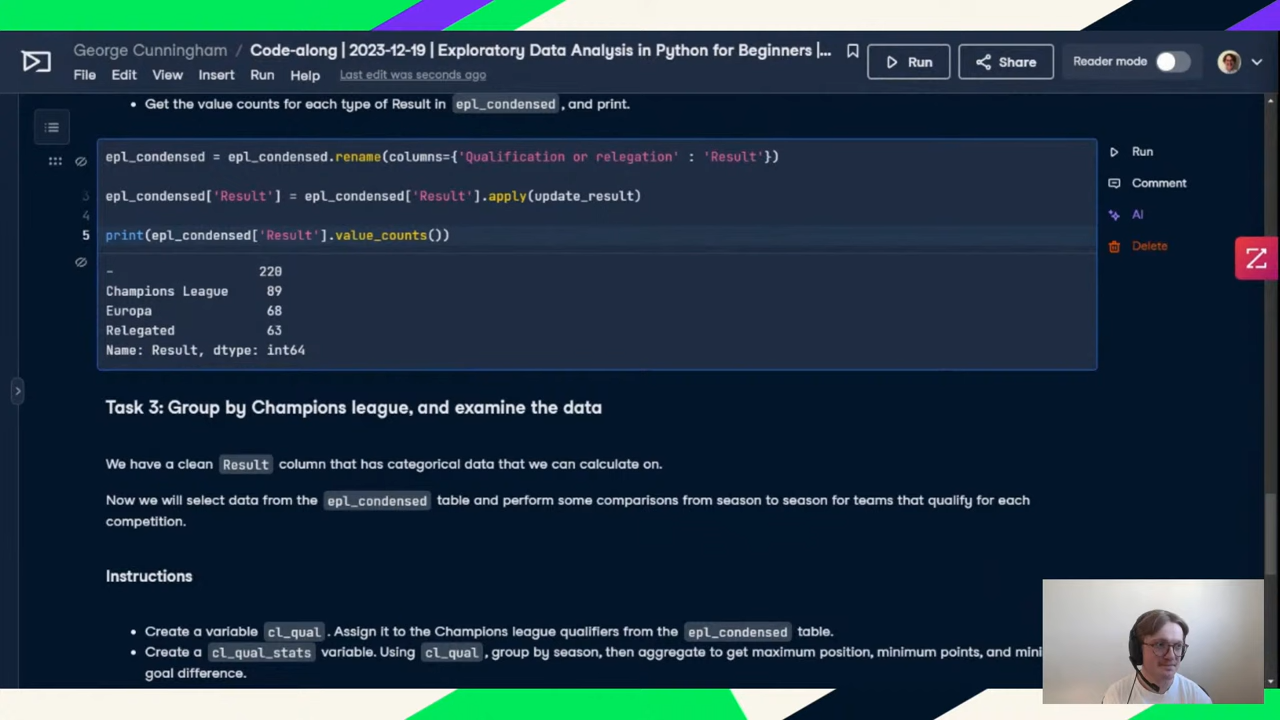 George Cunningham / Code-along | 2023-12-19 | Exploratory Data Analysis in Python for Beginners |...
File Edit View Insert Run Help Last edit was seconds ago
Run
Share
Reader mode
• Get the value counts for each type of Result in epl_condensed , and print.
epl_condensed = epl_condensed.rename(columns={'Qualification or relegation' : 'Result'})
3 epl_condensed['Result'] = epl_condensed['Result'].apply(update_result)
4
5 print(epl_condensed['Result'].value_counts())
Run
Comment
AI
Delete
- 220
Champions League 89
Europa 68
Relegated 63
Name: Result, dtype: int64
Task 3: Group by Champions league, and examine the data
We have a clean Result column that has categorical data that we can calculate on.
Now we will select data from the epl_condensed table and perform some comparisons from season to season for teams that qualify for each
competition.
Instructions
• Create a variable cl_qual . Assign it to the Champions league qualifiers from the epl_condensed table.
• Create a cl_qual_stats variable. Using cl_qual , group by season, then aggregate to get maximum position, minimum points, and mini
goal difference.